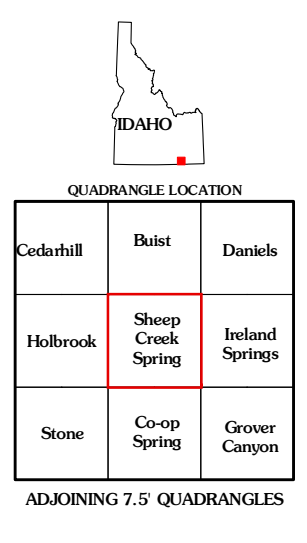 IDAHO
QUADRANGLE LOCATION
Cedarhill
Buist
Daniels
Holbrook
Sheep
Creek
Spring
Ireland
Springs
Stone
Co-op
Spring
Grover
Canyon
ADJOINING 7.5' QUADRANGLES